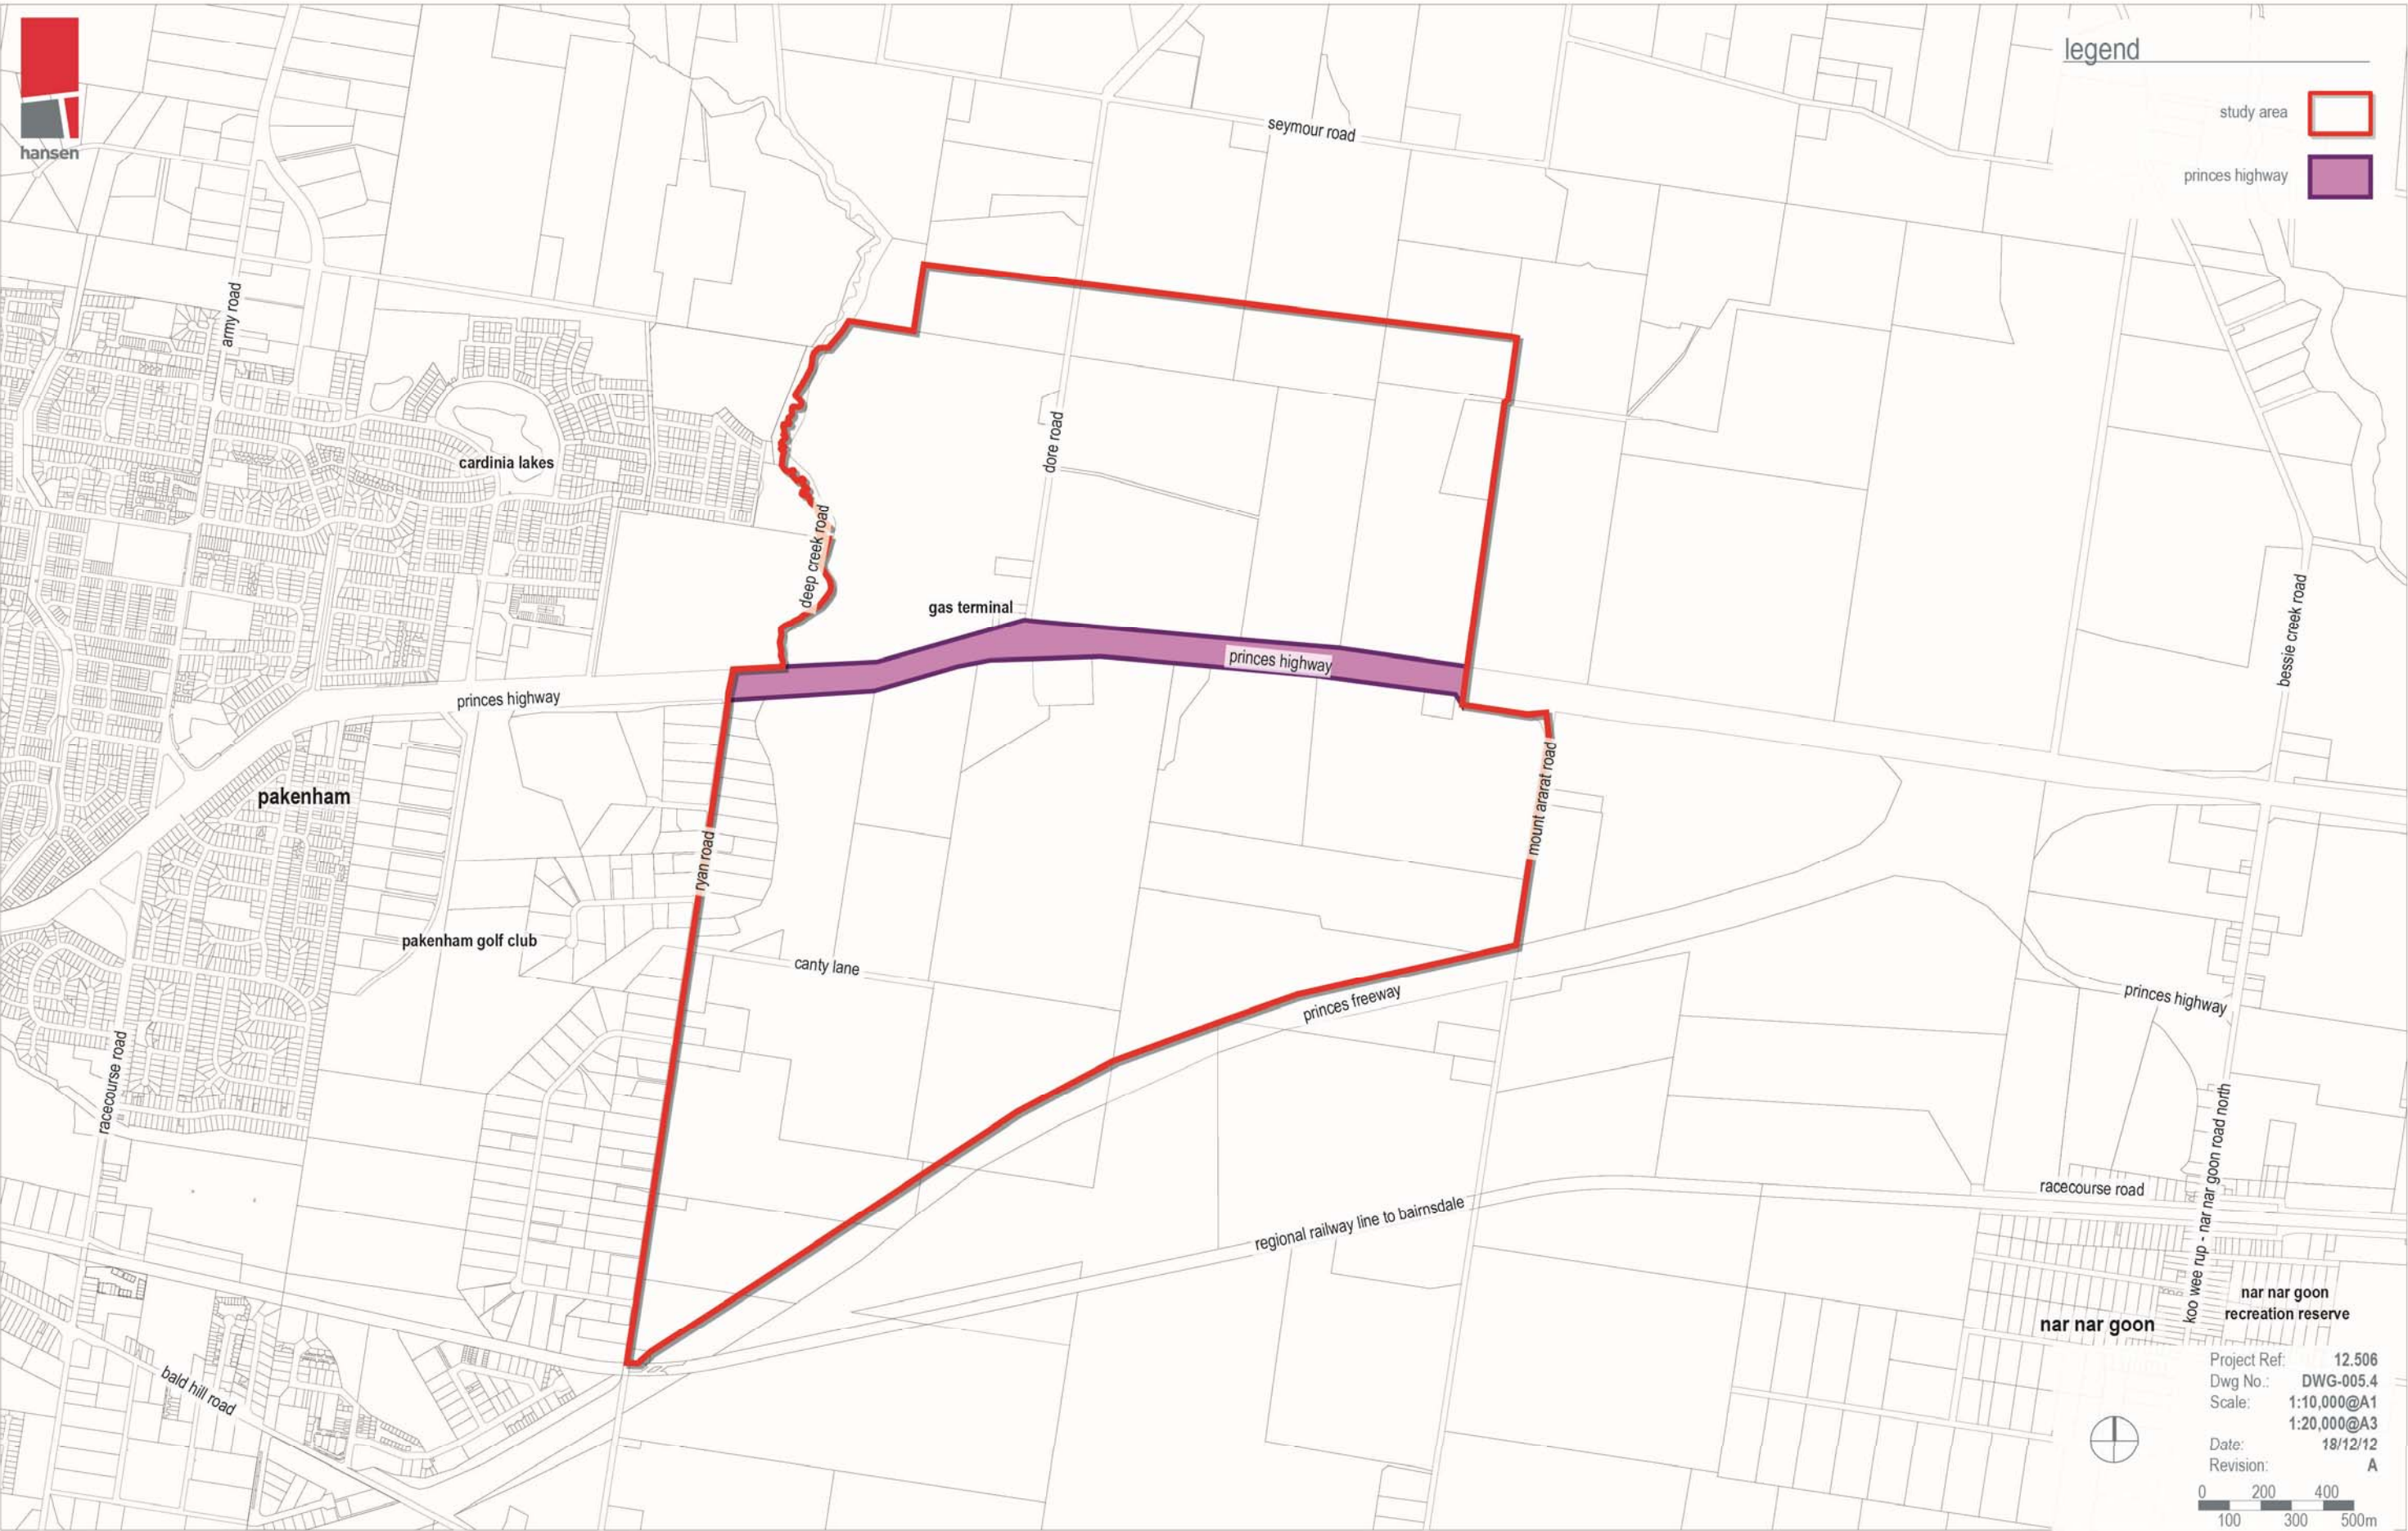 legend
hansen
study area
princes highway
seymour road
army road
cardinia lakes
dore road
deep creek road
gas terminal
princes highway
princes highway
bessie creek road
mount ararat road
pakenham
ryan road
pakenham golf club
canty lane
princes freeway
princes highway
racecourse road
koo wee rup - nar nar goon road north
racecourse road
regional railway line to bairnsdale
nar nar goon
recreation reserve
nar nar goon
bald hill road
Project Ref: 12.506
Dwg No.: DWG-005.4
Scale: 1:10,000@A1
1:20,000@A3
Date: 18/12/12
Revision: A
0 200 400
100 300 500m